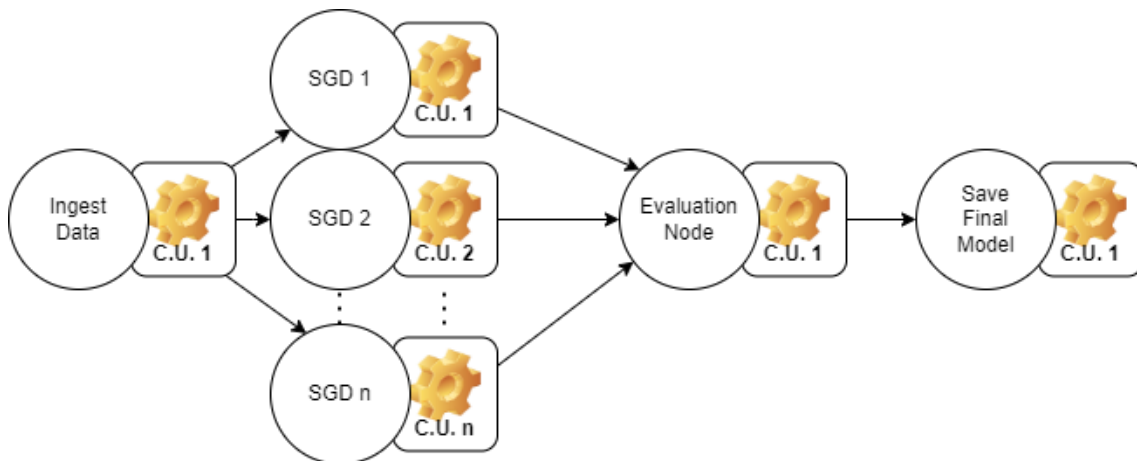 SGD 1
C.U. 1
Ingest
Data
C.U. 1
SGD 2
C.U. 2
Evaluation
Node
C.U. 1
Save
Final
Model
C.U. 1
SGD n
C.U. n